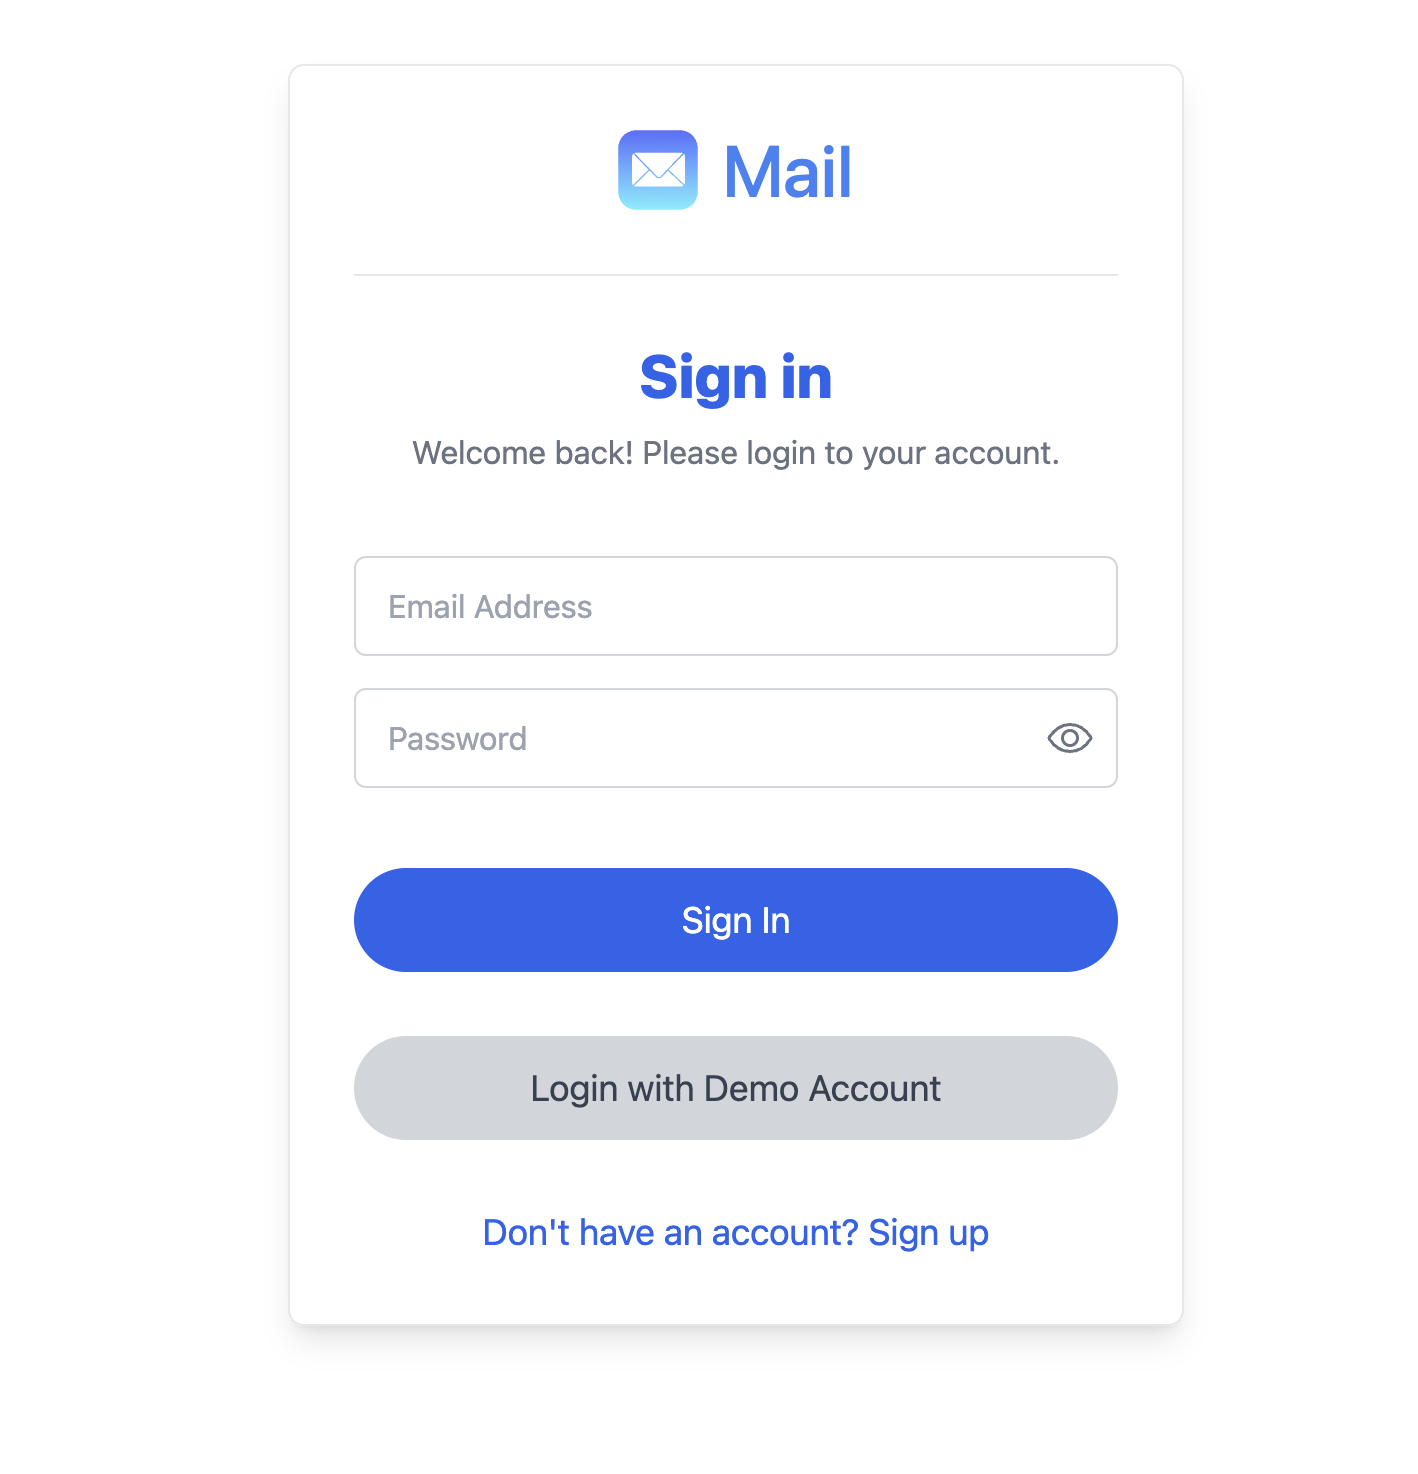 Mail
Sign in
Welcome back! Please login to your account.
Email Address
Password
Sign In
Login with Demo Account
Don't have an account? Sign up